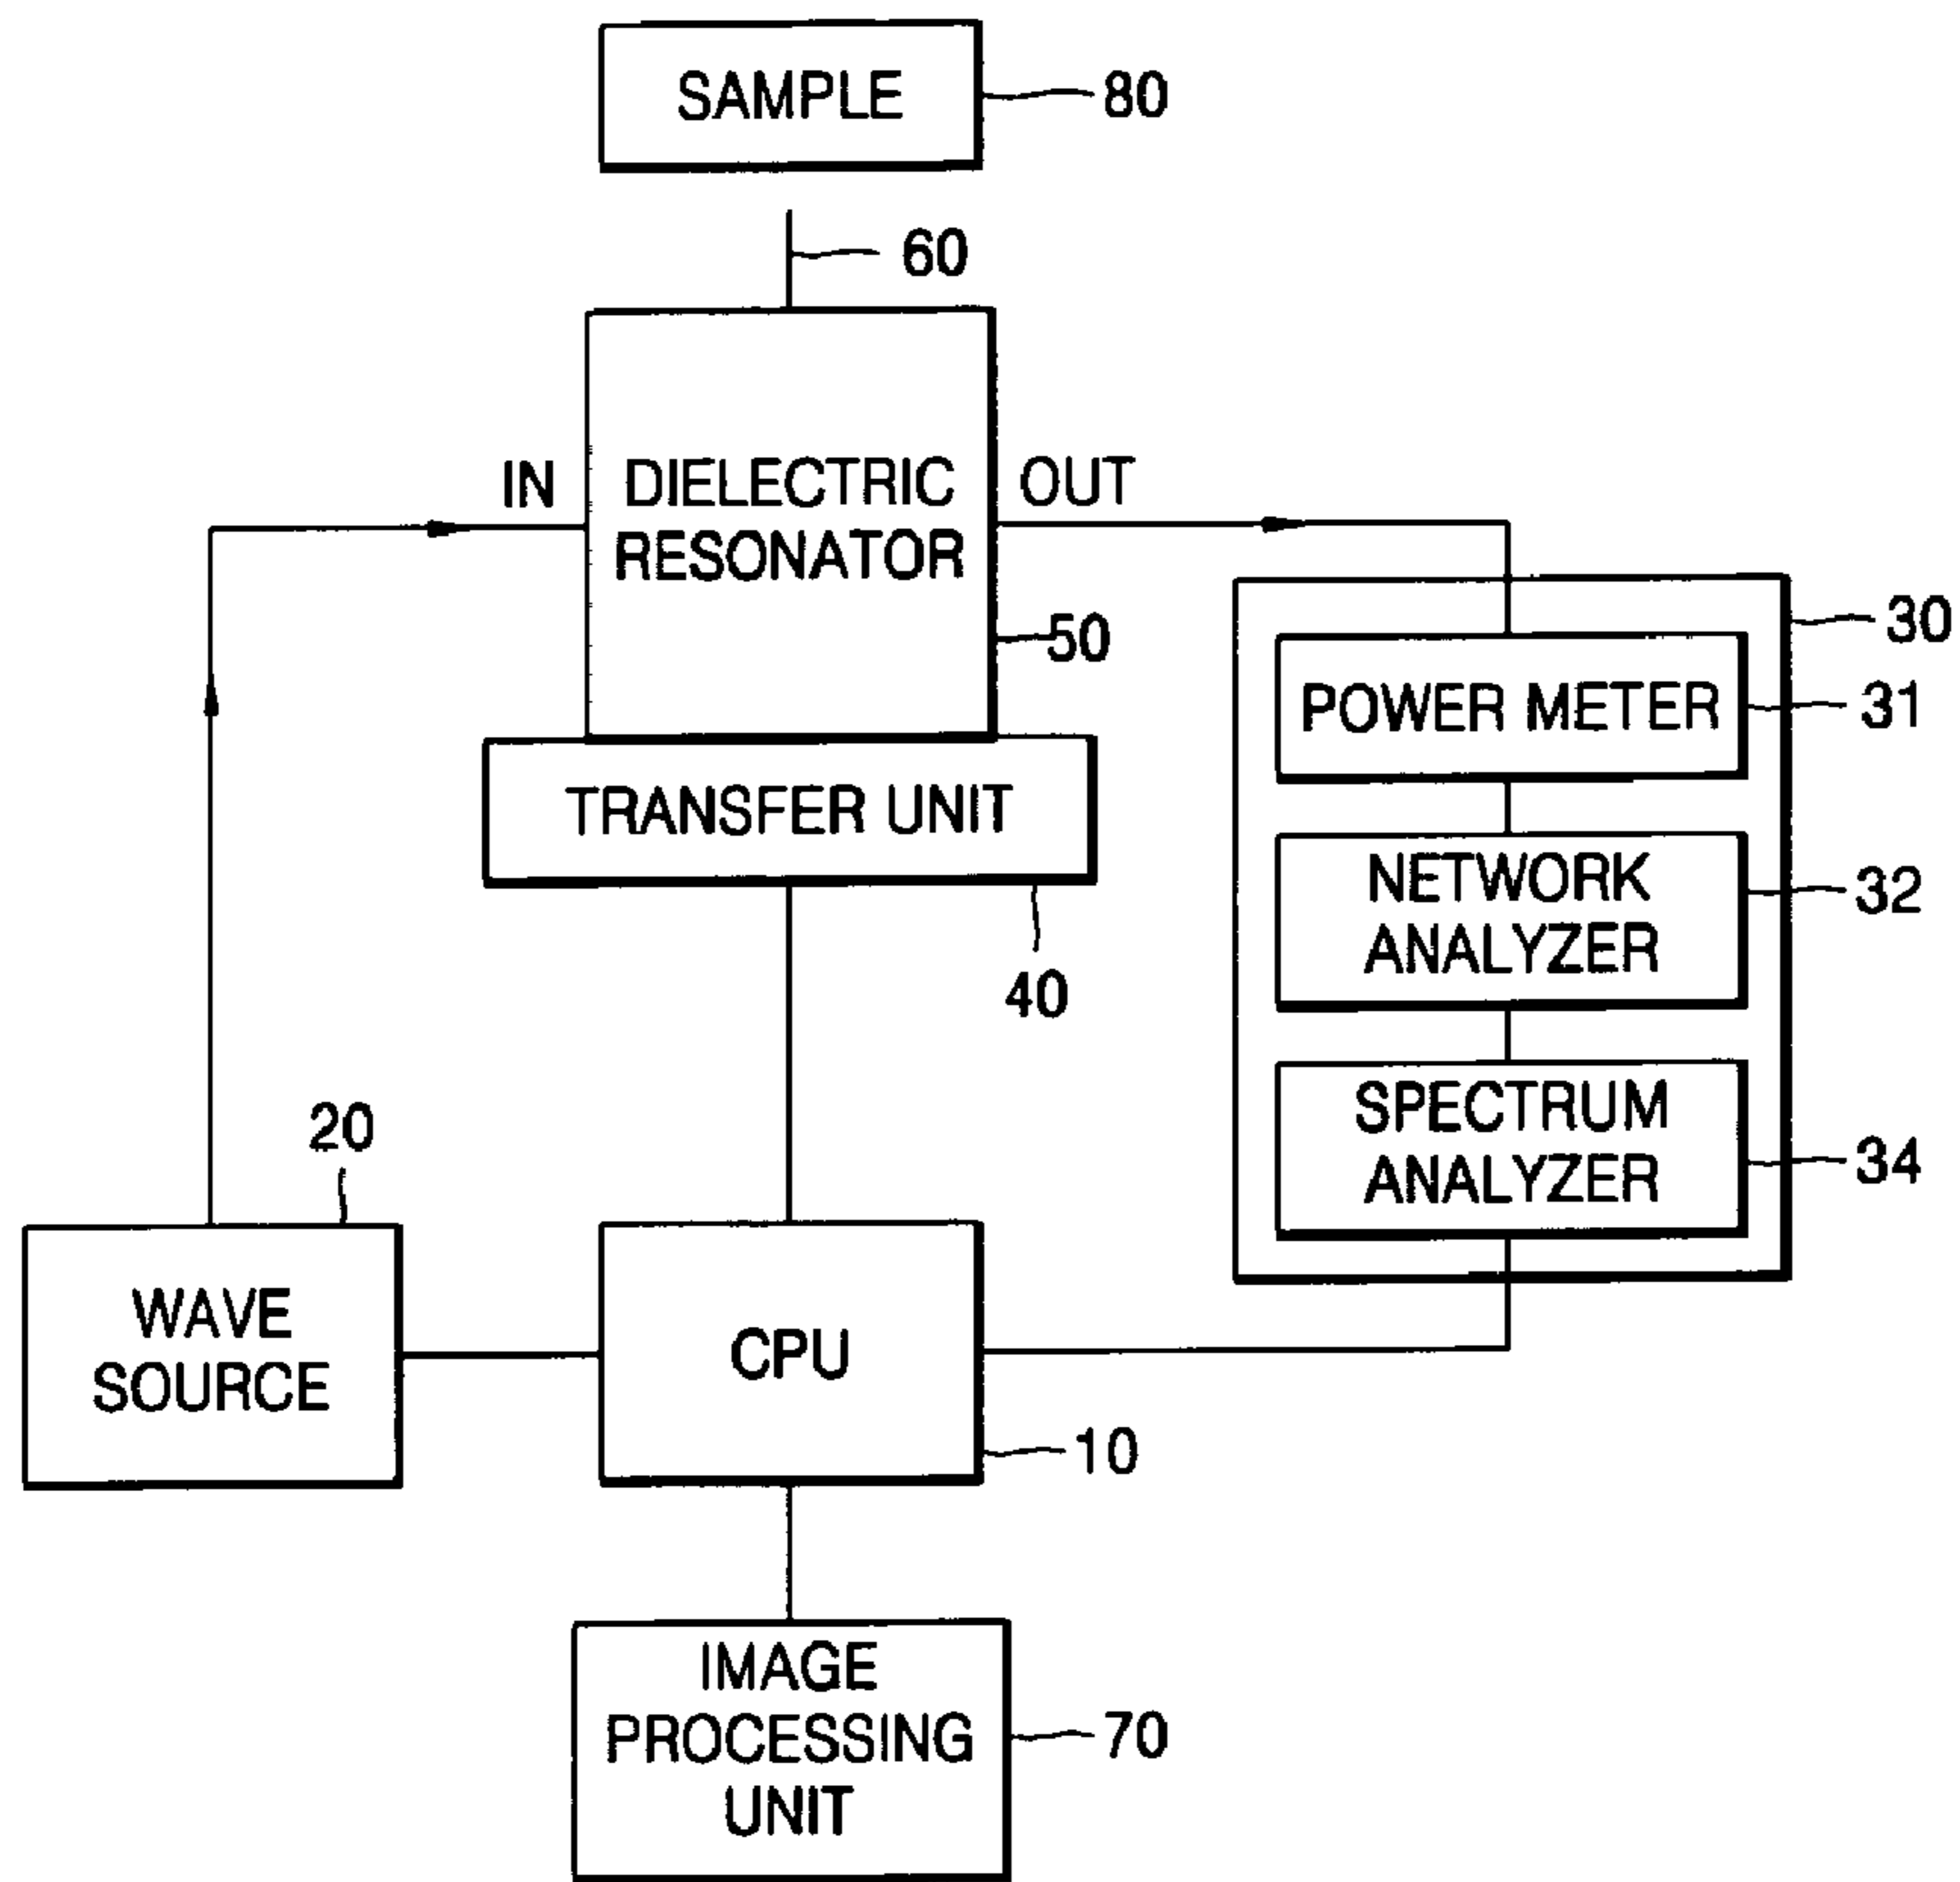 SAMPLE
80
60
IN
DIELECTRIC
RESONATOR
OUT
50
30
POWER METER
31
TRANSFER UNIT
40
NETWORK
ANALYZER
32
SPECTRUM
ANALYZER
34
20
WAVE
SOURCE
CPU
10
IMAGE
PROCESSING
UNIT
70